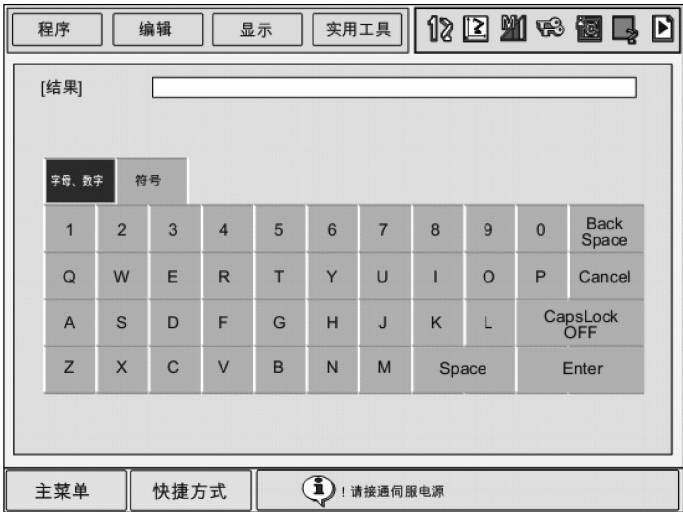 程序 编辑 显示 实用工具
[结果]
字母、数字 符号
1 2 3 4 5 6 7 8 9 0 Back Space
Q W E R T Y U I O P Cancel
A S D F G H J K L CapsLock OFF
Z X C V B N M Space Enter
主菜单 快捷方式 ！请接通伺服电源